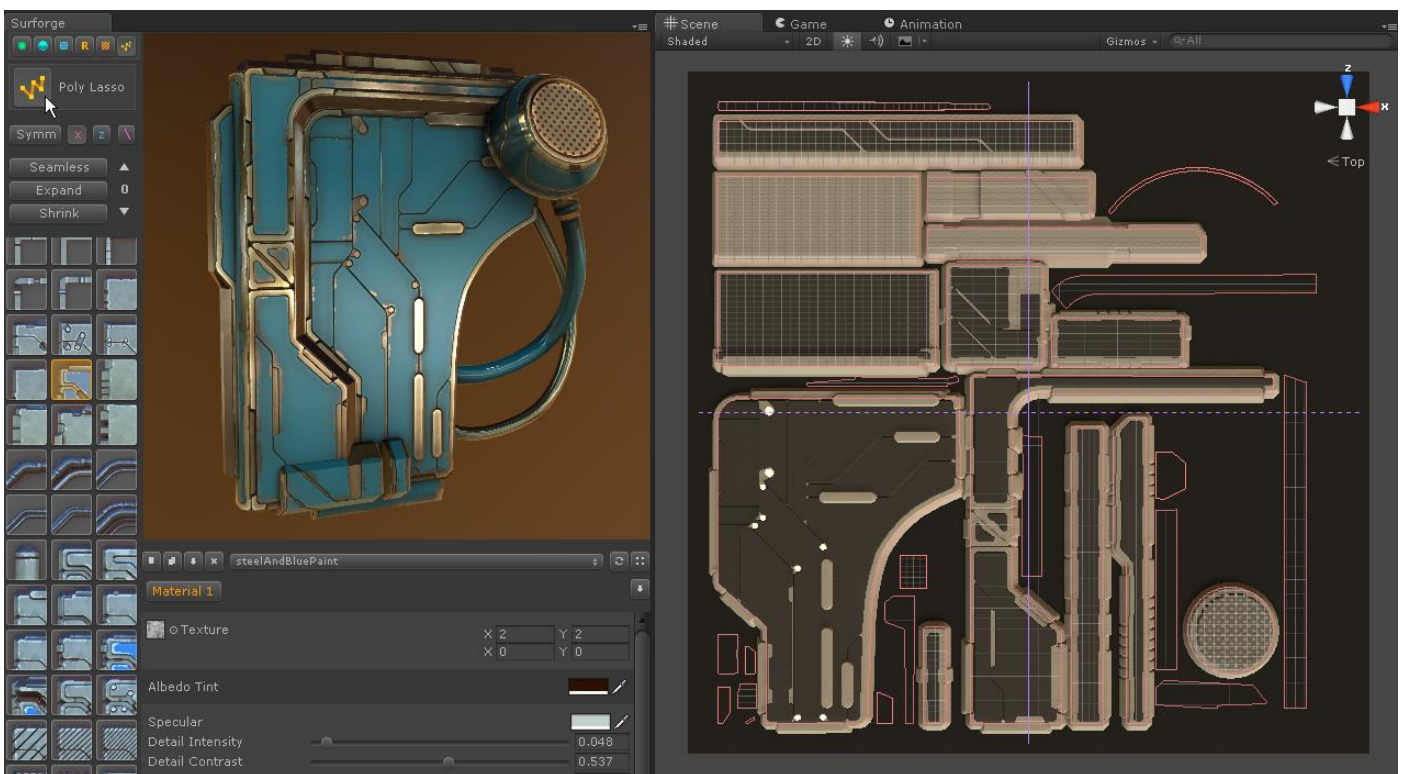 Surforge
R
Poly Lasso
Symm x z \
Seamless
Expand 0
Shrink
steelAndBluePaint
Material 1
Texture X 2 Y 2
X 0 Y 0
Albedo Tint
Specular
Detail Intensity 0.048
Detail Contrast 0.537
Scene Game Animation
Shaded 2D Gizmos All
z
x
Top